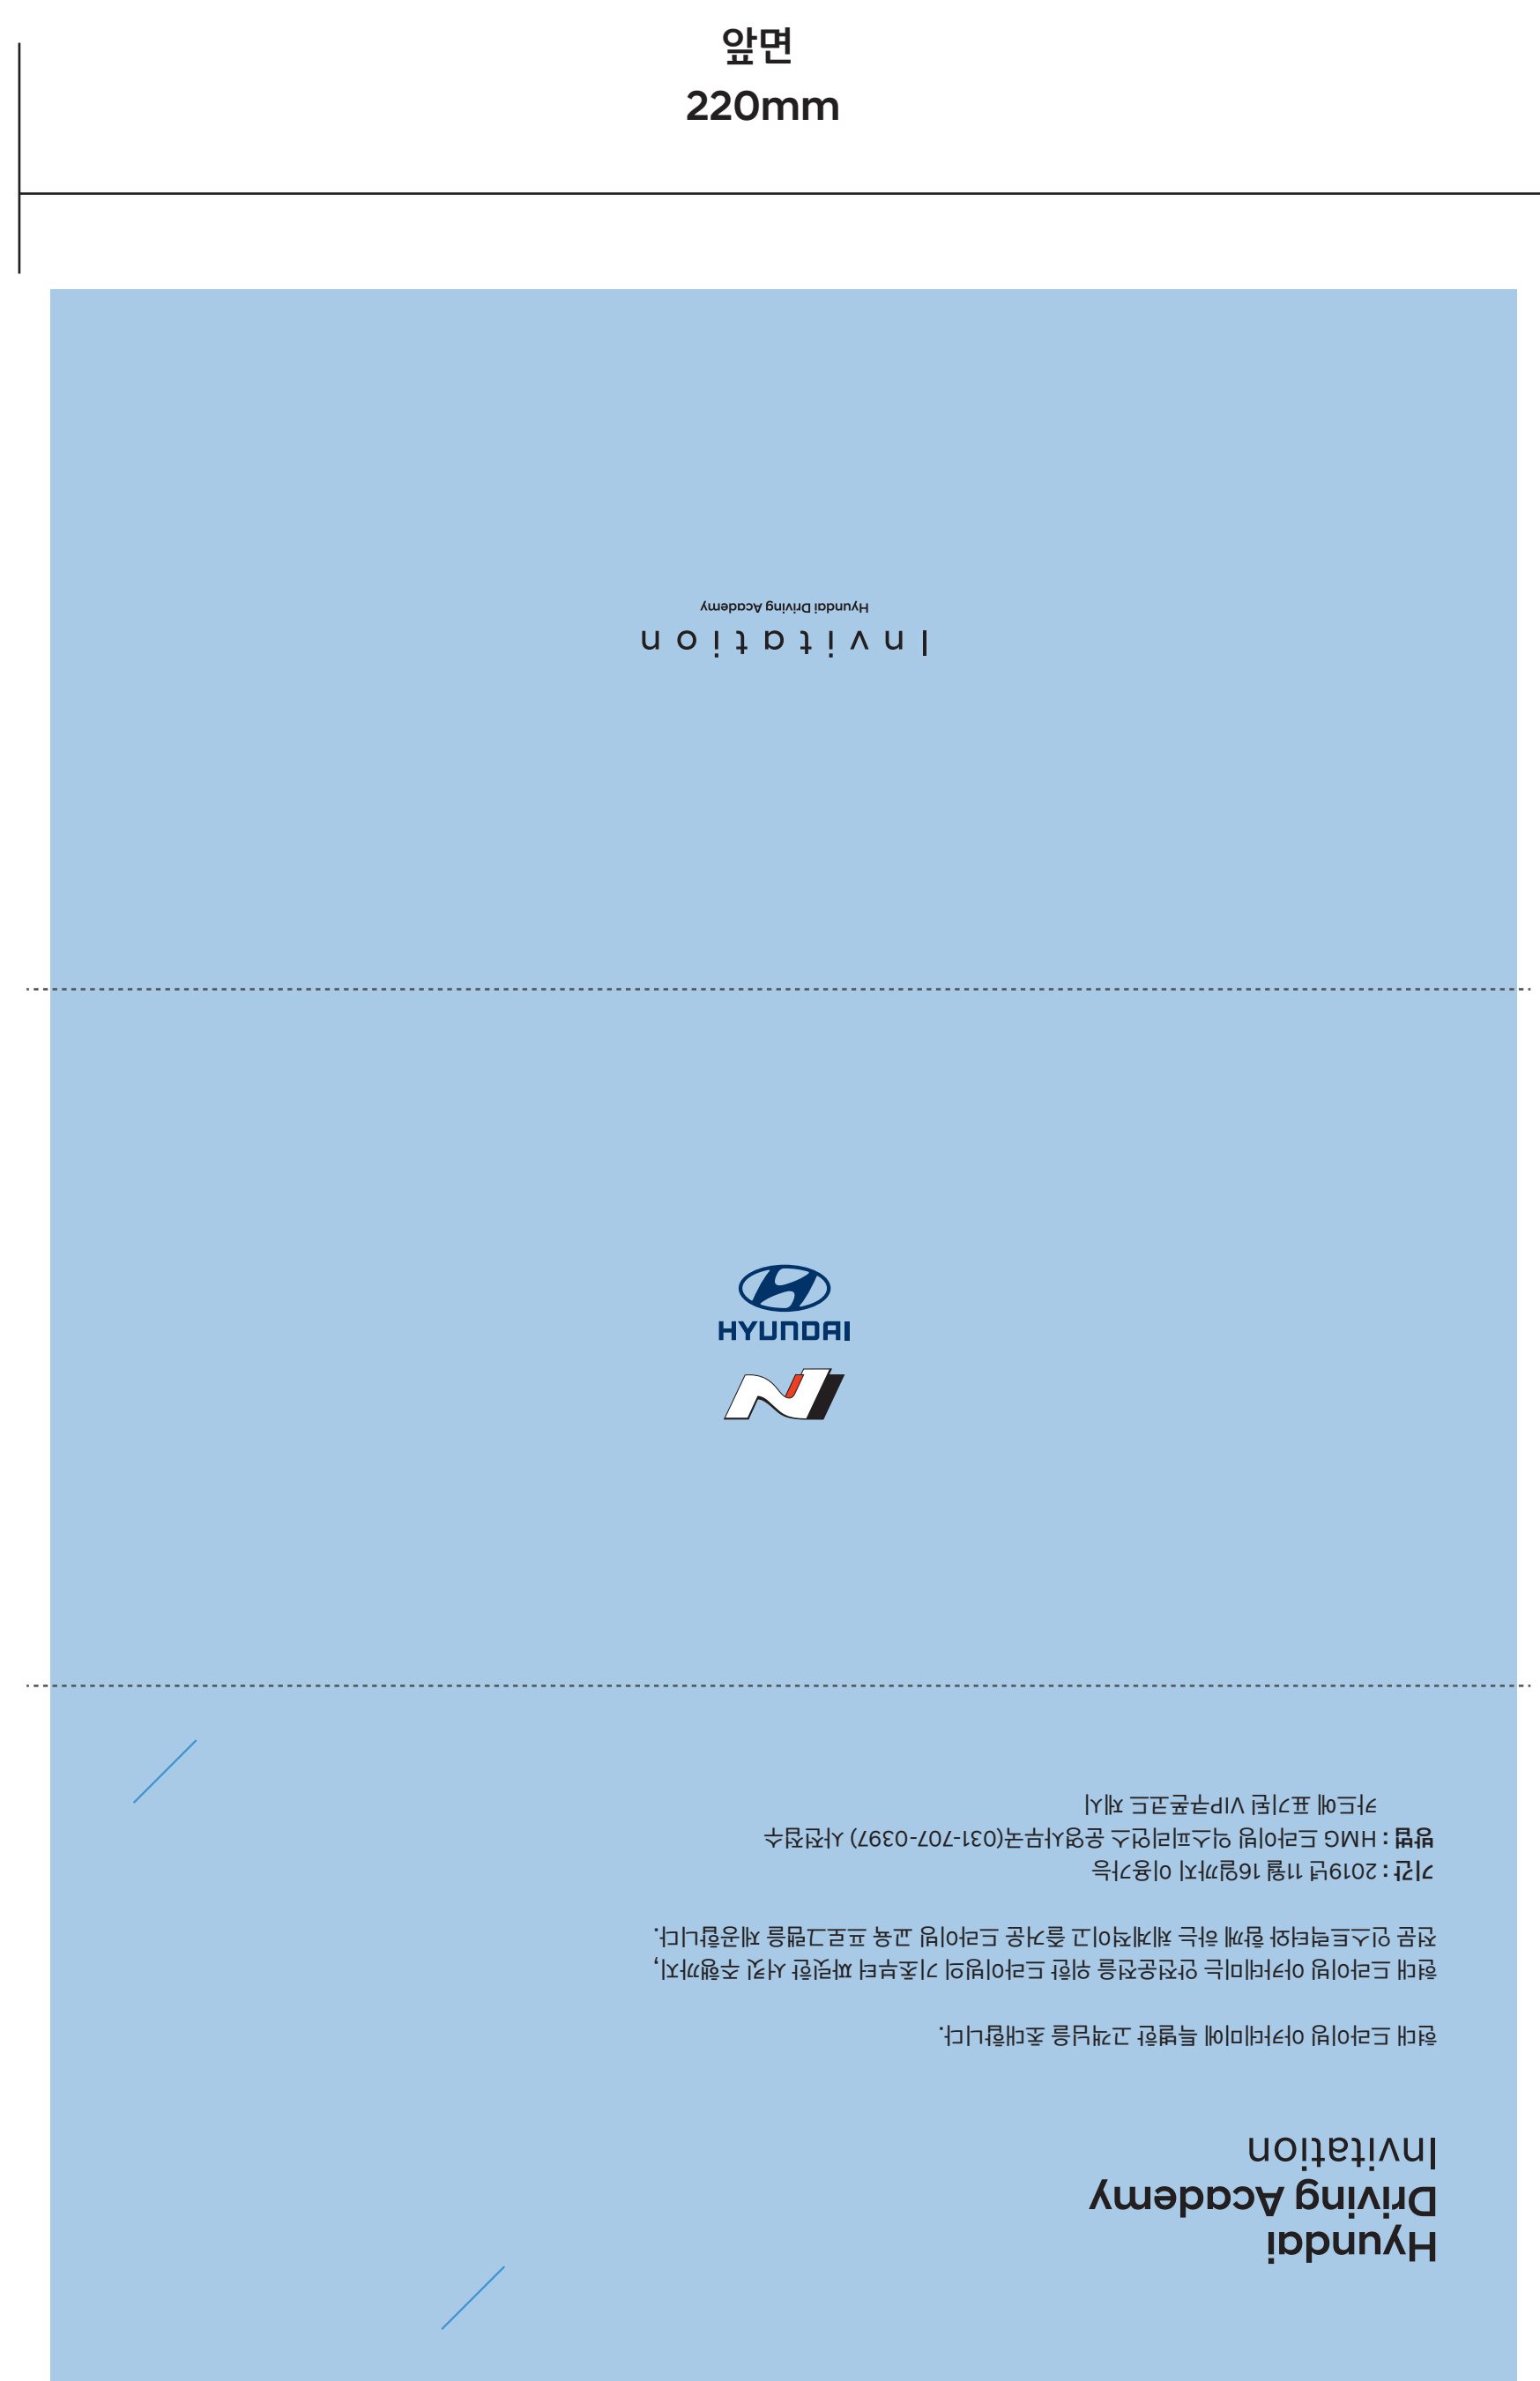 앞면
220mm
Invitation
Hyundai Driving Academy
HYUNDAI
N
Hyundai
Driving Academy
Invitation
현대 드라이빙 아카데미에 특별한 고객님을 초대합니다.
현대 드라이빙 아카데미는 안전운전을 위한 드라이빙의 기초부터 짜릿한 서킷 주행까지,
전문 인스트럭터와 함께 하는 체계적이고 즐거운 드라이빙 교육 프로그램을 제공합니다.
기간 : 2019년 11월 16일까지 이용가능
방법 : HMG 드라이빙 익스피리언스 운영사무국(031-707-0397) 사전접수
카드에 표기된 VIP쿠폰코드 제시